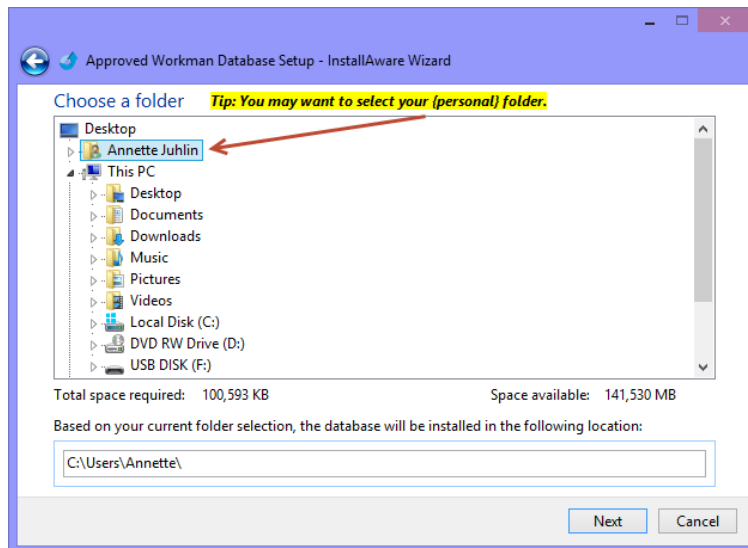 Approved Workman Database Setup - InstallAware Wizard
Choose a folder Tip: You may want to select your {personal} folder.
Desktop
Annette Juhlin
This PC
Desktop
Documents
Downloads
Music
Pictures
Videos
Local Disk (C:)
DVD RW Drive (D:)
USB DISK (F:)
Total space required: 100,593 KB Space available: 141,530 MB
Based on your current folder selection, the database will be installed in the following location:
C:\Users\Annette\
Next Cancel